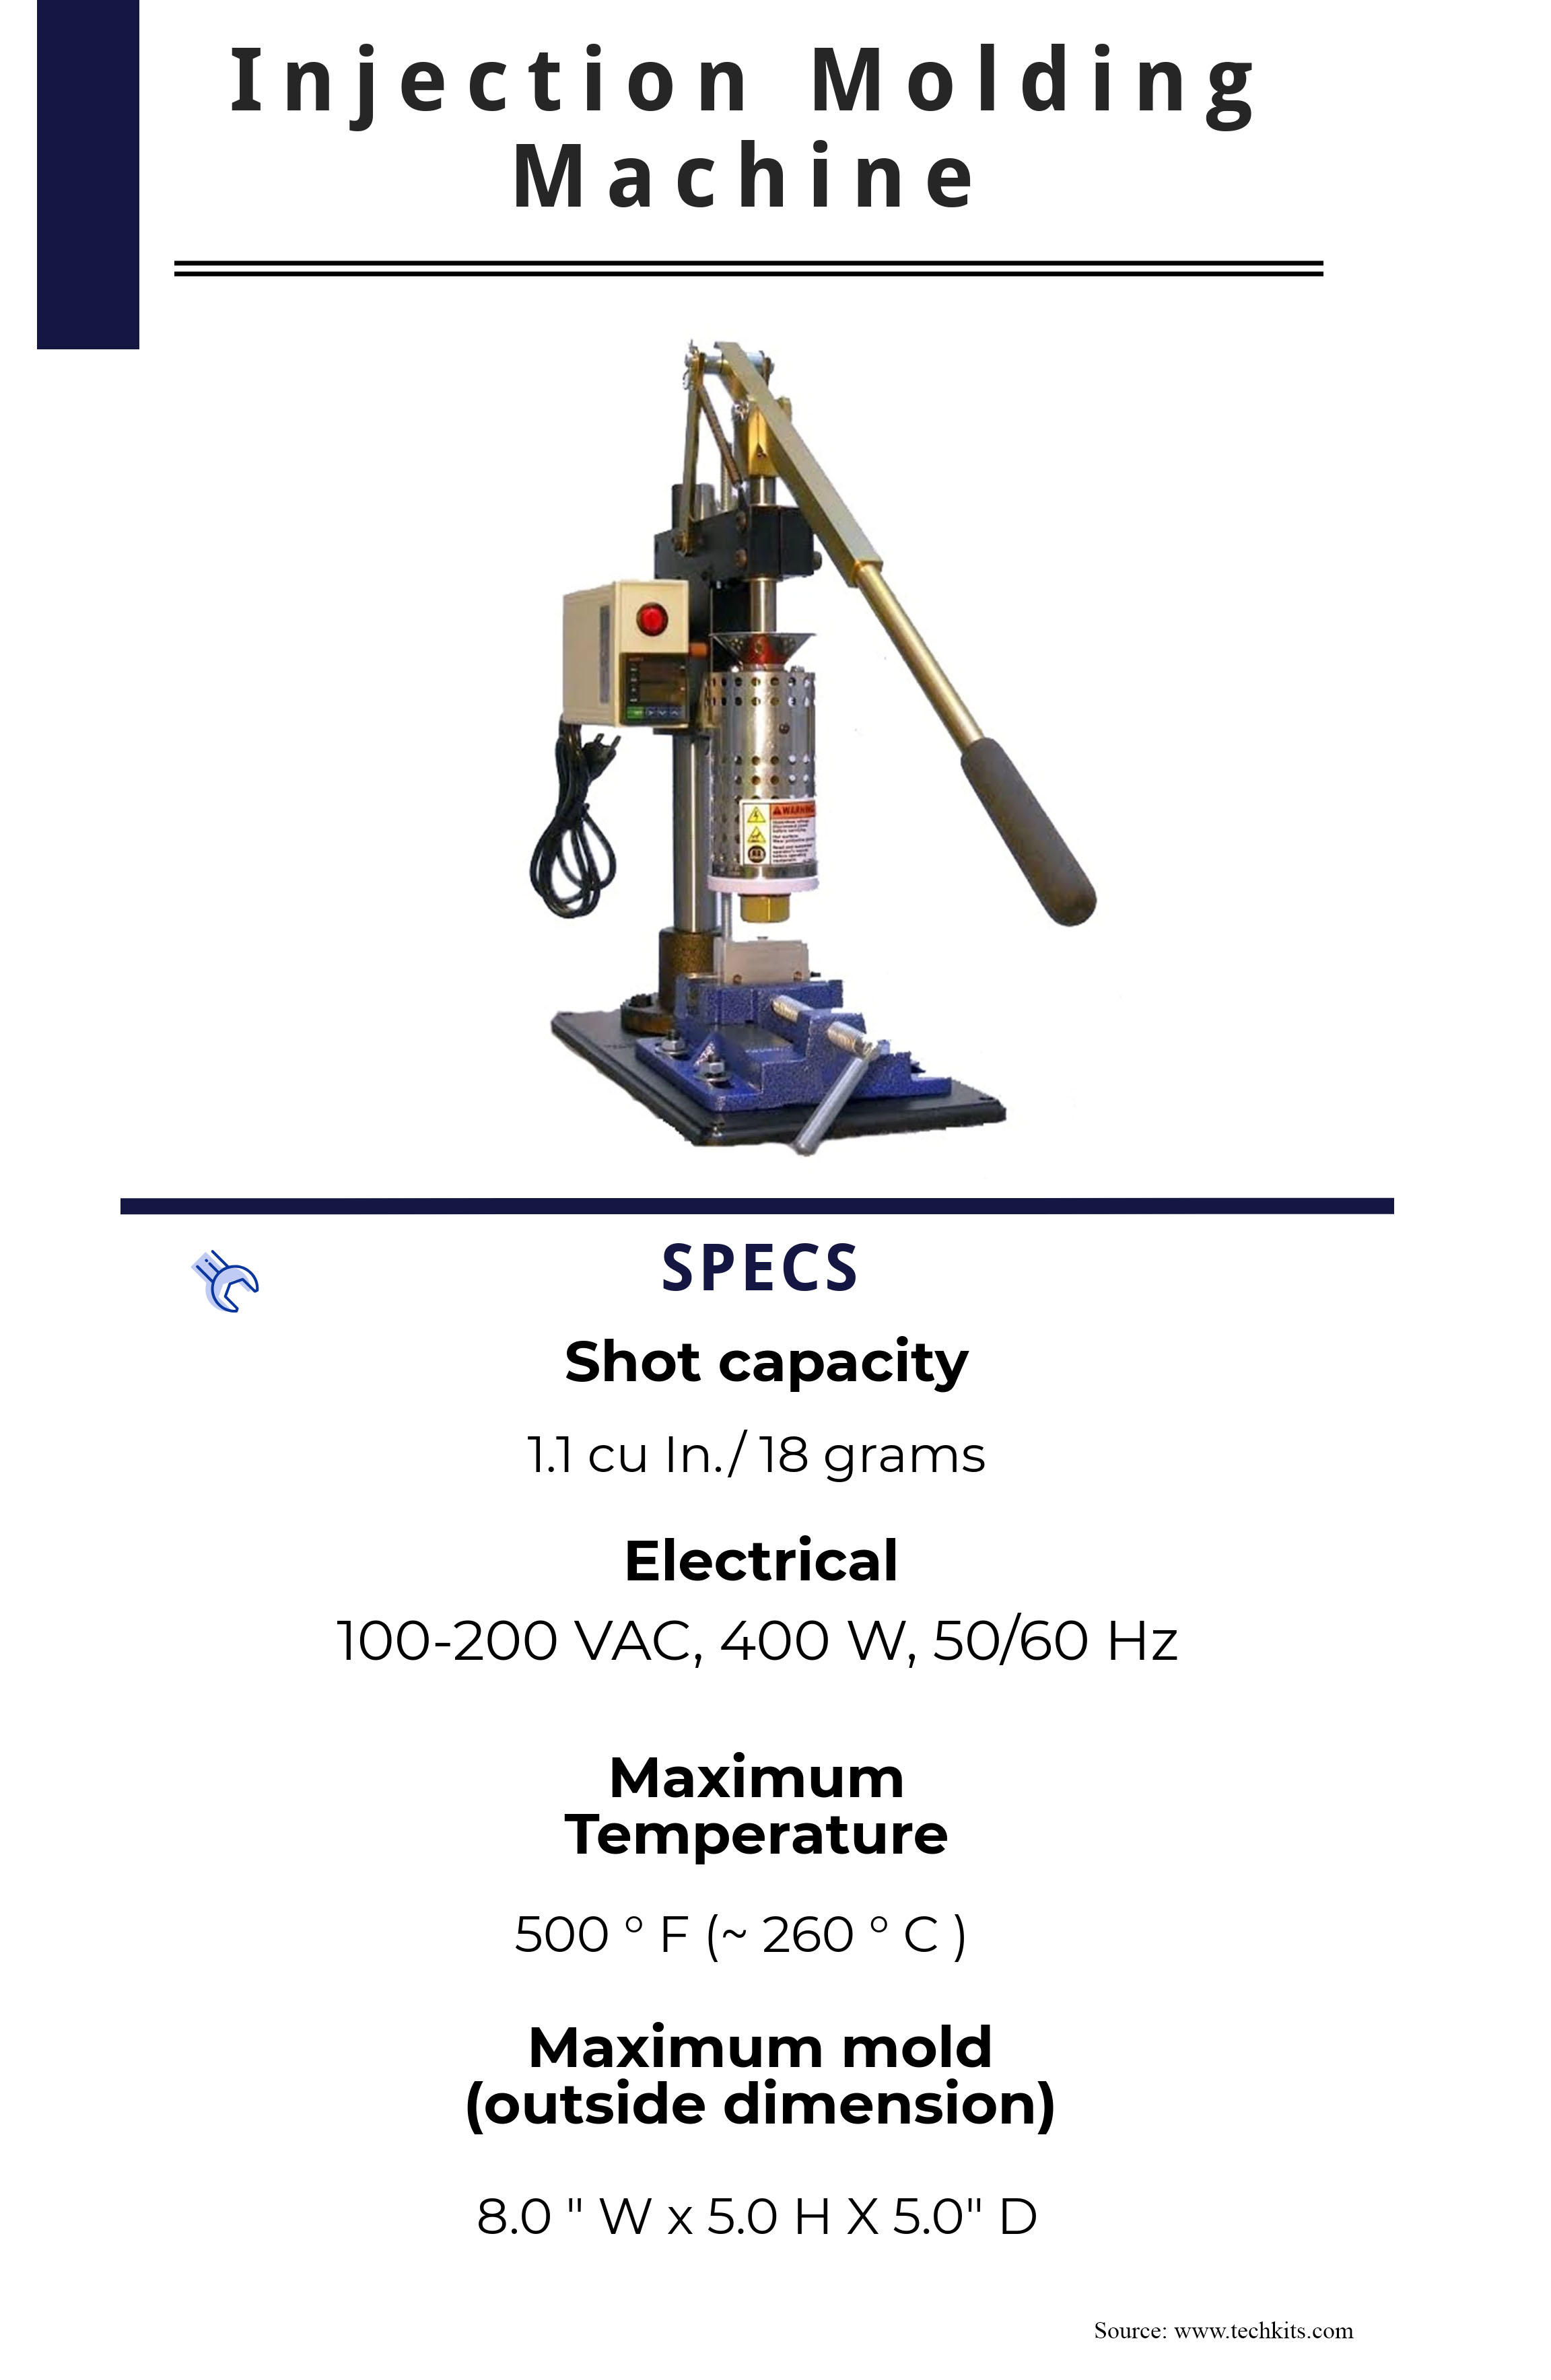 Injection Molding
Machine
WARNING
SPECS
Shot capacity
1.1 cu In./ 18 grams
Electrical
100-200 VAC, 400 W, 50/60 Hz
Maximum
Temperature
500 ° F (~ 260 ° C )
Maximum mold
(outside dimension)
8.0 " W x 5.0 H X 5.0" D
Source: www.techkits.com